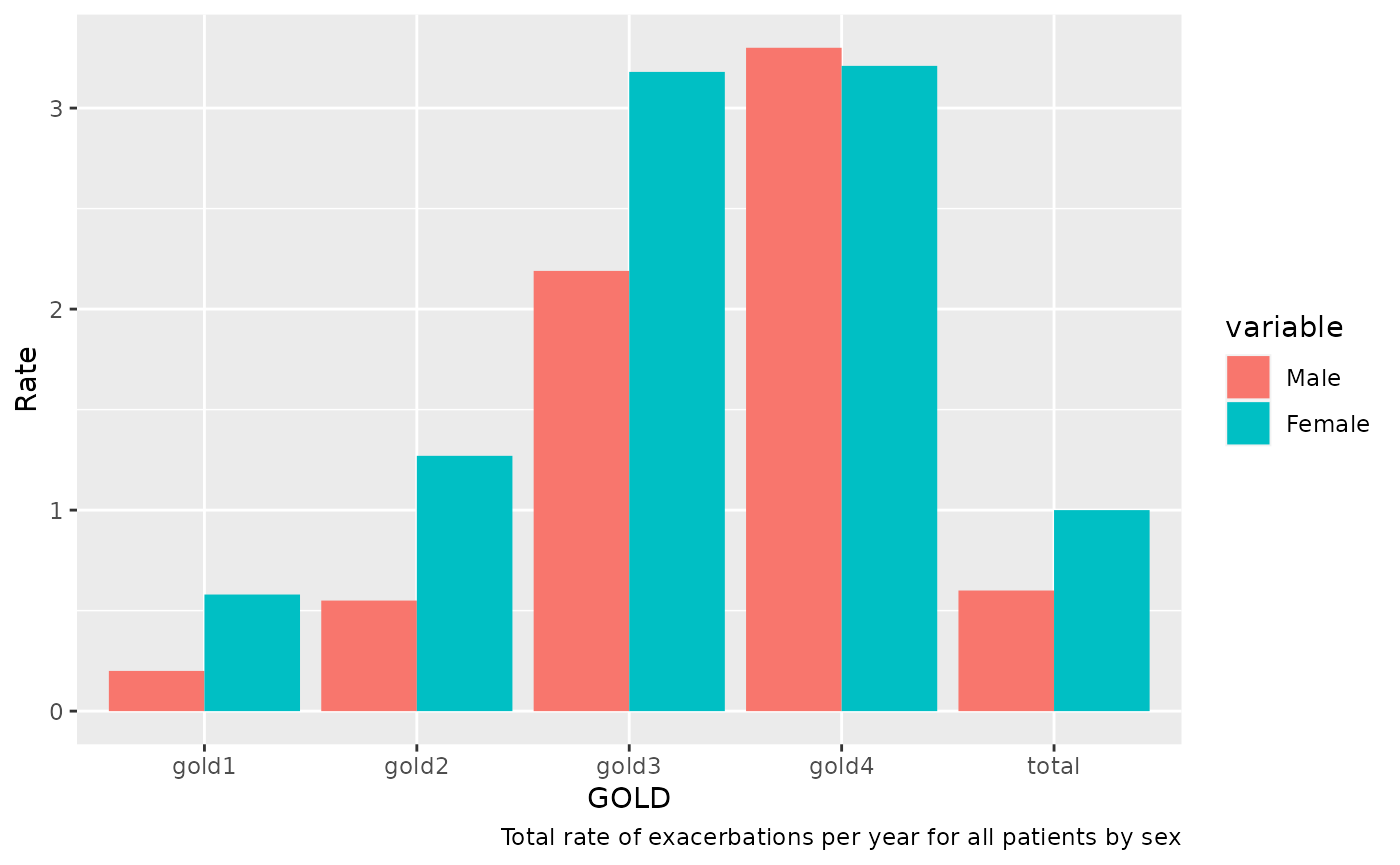 3
2
1
0
Rate
gold1 gold2 gold3 gold4 total
GOLD
Total rate of exacerbations per year for all patients by sex
variable
Male
Female